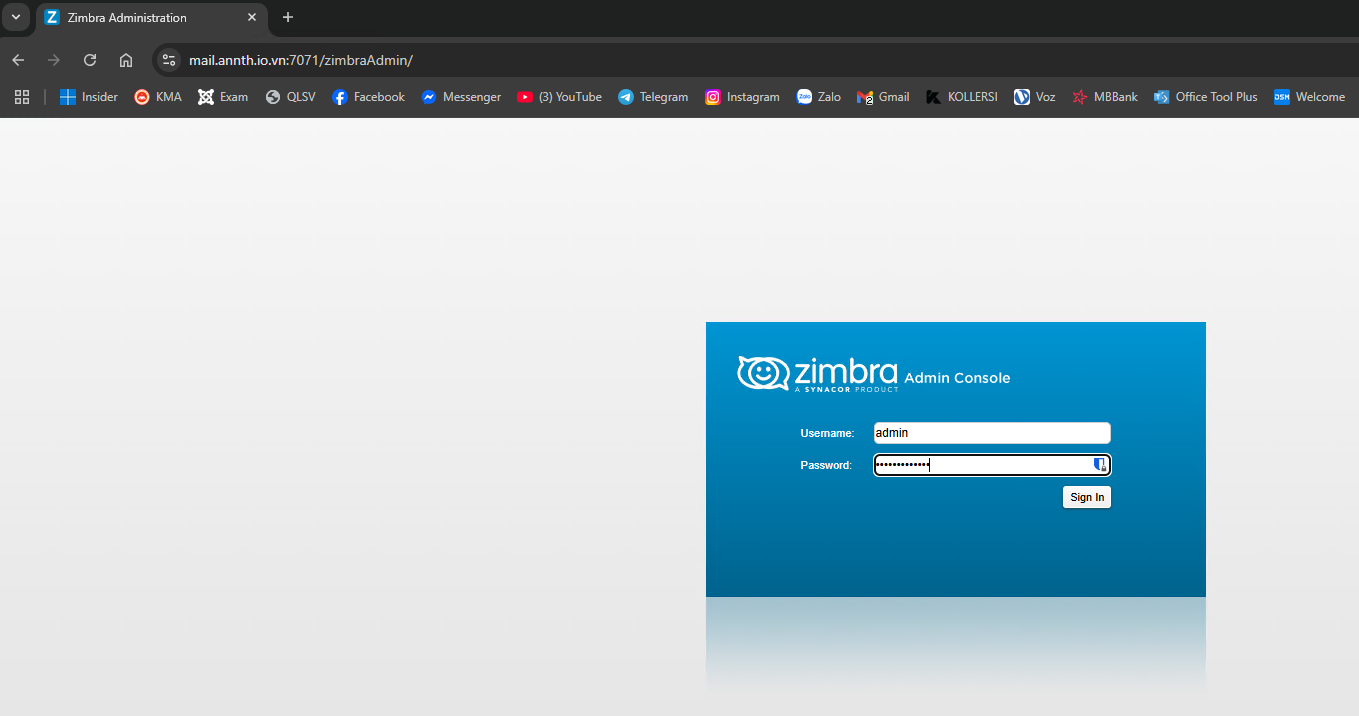 Zimbra Administration
mail.annth.io.vn:7071/zimbraAdmin/
Insider KMA Exam QLSV Facebook Messenger (3) YouTube Telegram Instagram Zalo Gmail KOLLERSI Voz MBBank Office Tool Plus Welcome
zimbra Admin Console
A SYNACOR PRODUCT
Username: admin
Password: •••••••••••••
Sign In